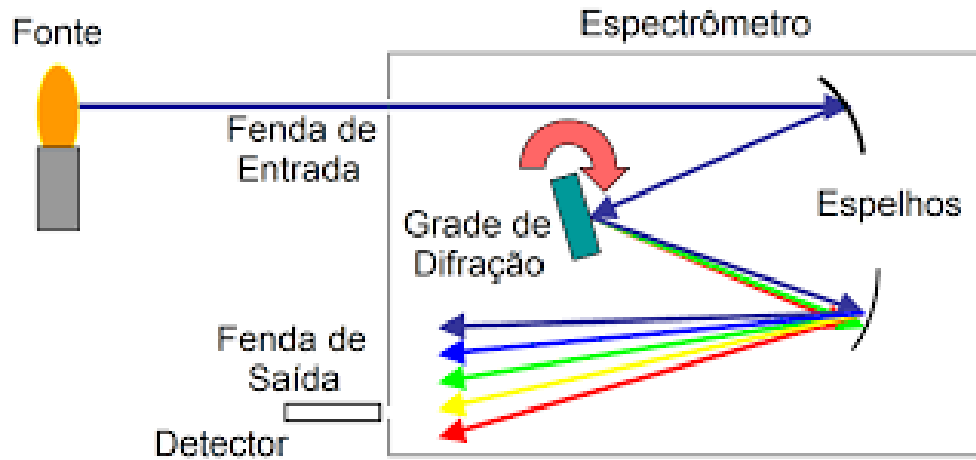 Fonte
Espectrômetro
Fenda de
Entrada
Espelhos
Grade de
Difração
Fenda de
Saída
Detector